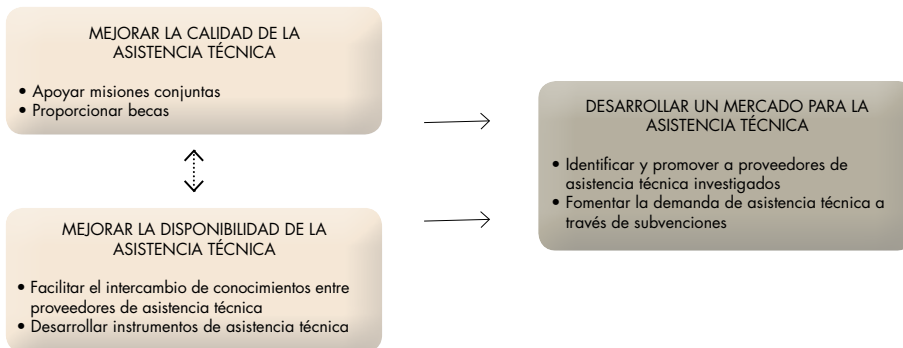 MEJORAR LA CALIDAD DE LA
ASISTENCIA TÉCNICA
• Apoyar misiones conjuntas
• Proporcionar becas
MEJORAR LA DISPONIBILIDAD DE LA
ASISTENCIA TÉCNICA
• Facilitar el intercambio de conocimientos entre
proveedores de asistencia técnica
• Desarrollar instrumentos de asistencia técnica
DESARROLLAR UN MERCADO PARA LA
ASISTENCIA TÉCNICA
• Identificar y promover a proveedores de
asistencia técnica investigados
• Fomentar la demanda de asistencia técnica a
través de subvenciones